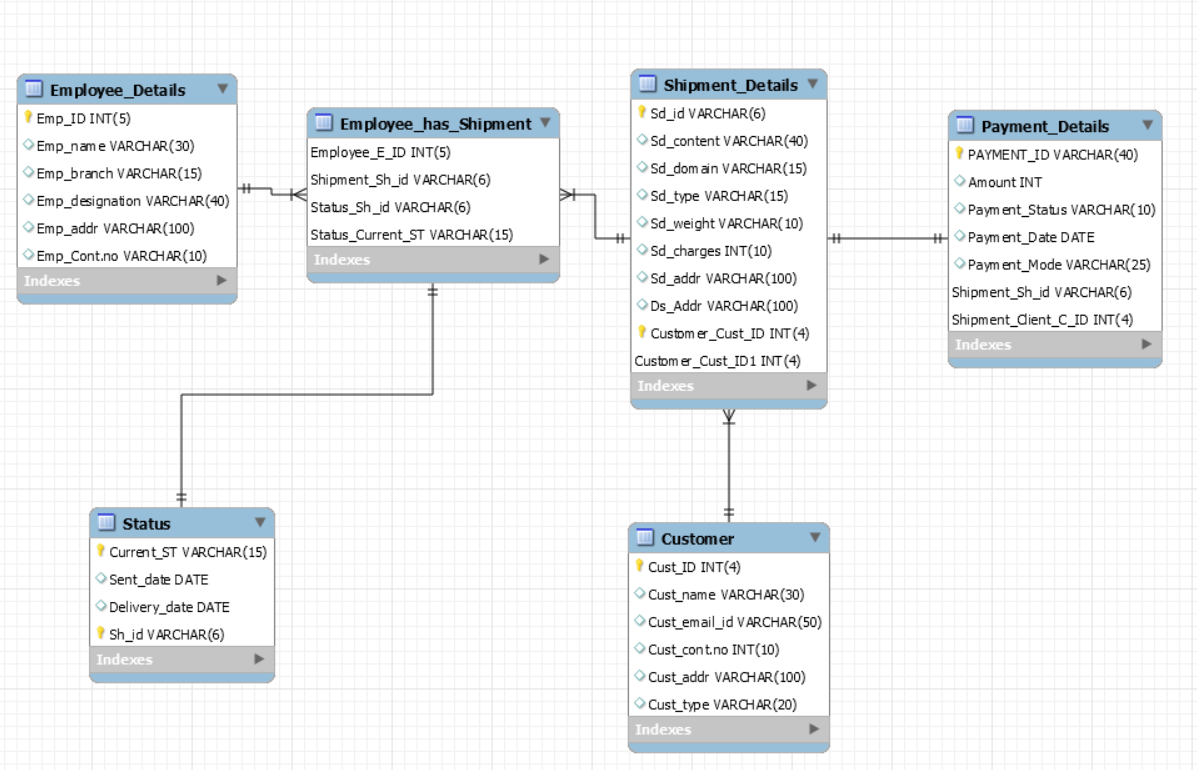 Employee_Details
Emp_ID INT(5)
Emp_name VARCHAR(30)
Emp_branch VARCHAR(15)
Emp_designation VARCHAR(40)
Emp_addr VARCHAR(100)
Emp_Cont.no VARCHAR(10)
Indexes
Employee_has_Shipment
Employee_E_ID INT(5)
Shipment_Sh_id VARCHAR(6)
Status_Sh_id VARCHAR(6)
Status_Current_ST VARCHAR(15)
Indexes
Shipment_Details
Sd_id VARCHAR(6)
Sd_content VARCHAR(40)
Sd_domain VARCHAR(15)
Sd_type VARCHAR(15)
Sd_weight VARCHAR(10)
Sd_charges INT(10)
Sd_addr VARCHAR(100)
Ds_Addr VARCHAR(100)
Customer_Cust_ID INT(4)
Customer_Cust_ID1 INT(4)
Indexes
Payment_Details
PAYMENT_ID VARCHAR(40)
Amount INT
Payment_Status VARCHAR(10)
Payment_Date DATE
Payment_Mode VARCHAR(25)
Shipment_Sh_id VARCHAR(6)
Shipment_Client_C_ID INT(4)
Indexes
Status
Current_ST VARCHAR(15)
Sent_date DATE
Delivery_date DATE
Sh_id VARCHAR(6)
Indexes
Customer
Cust_ID INT(4)
Cust_name VARCHAR(30)
Cust_email_id VARCHAR(50)
Cust_cont.no INT(10)
Cust_addr VARCHAR(100)
Cust_type VARCHAR(20)
Indexes